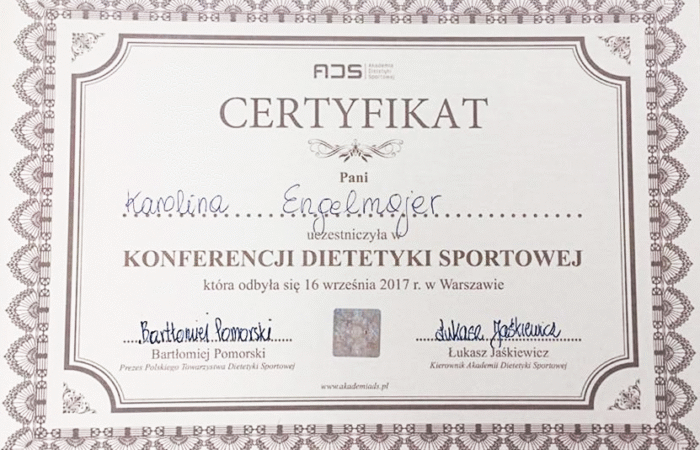 ADS Akademia
Dietetyki
Sportowej
CERTYFIKAT
Pani
Karolina Engelmajer
uczestniczyła w
KONFERENCJI DIETETYKI SPORTOWEJ
która odbyła się 16 września 2017 r. w Warszawie
Bartłomiej Pomorski
Bartłomiej Pomorski
Prezes Polskiego Towarzystwa Dietetyki Sportowej
Łukasz Jaśkiewicz
Łukasz Jaśkiewicz
Kierownik Akademii Dietetyki Sportowej
www.akademiads.pl